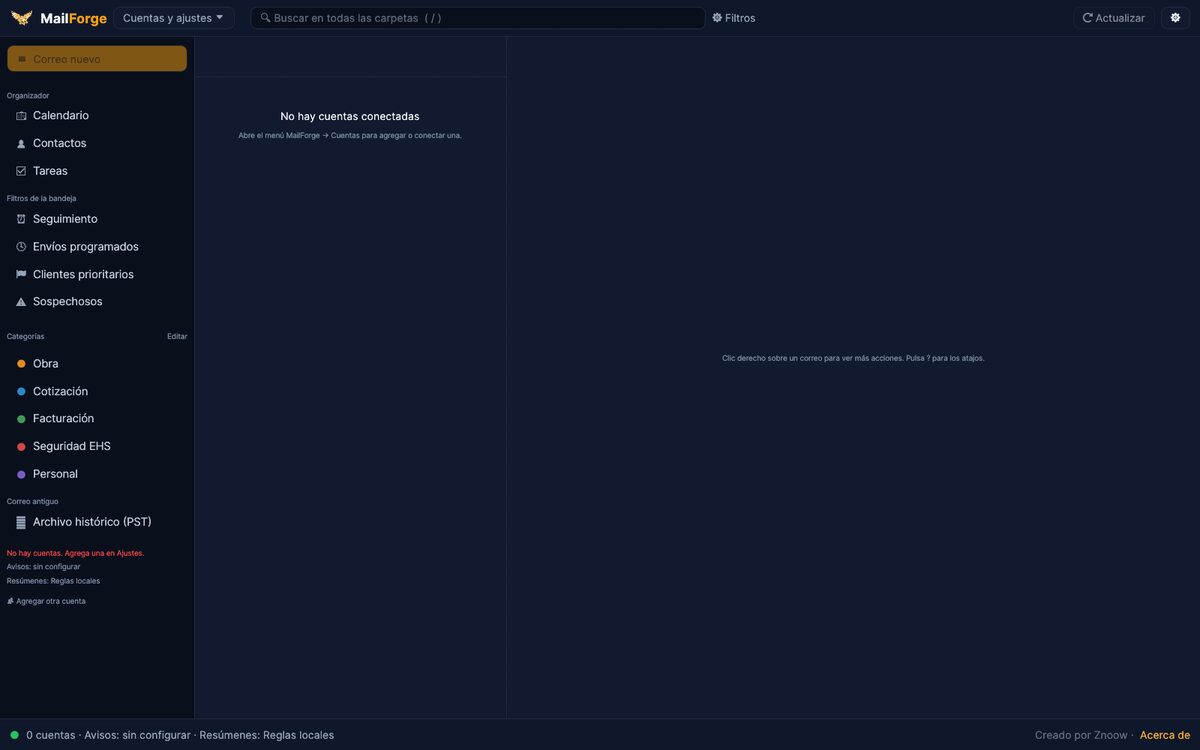 MailForge
Cuentas y ajustes
Buscar en todas las carpetas ( / )
Filtros
Actualizar
Correo nuevo
Organizador
Calendario
Contactos
Tareas
Filtros de la bandeja
Seguimiento
Envíos programados
Clientes prioritarios
Sospechosos
Categorías
Editar
Obra
Cotización
Facturación
Seguridad EHS
Personal
Correo antiguo
Archivo histórico (PST)
No hay cuentas. Agrega una en Ajustes.
Avisos: sin configurar
Resúmenes: Reglas locales
Agregar otra cuenta
No hay cuentas conectadas
Abre el menú MailForge → Cuentas para agregar o conectar una.
Clic derecho sobre un correo para ver más acciones. Pulsa ? para los atajos.
0 cuentas · Avisos: sin configurar · Resúmenes: Reglas locales
Creado por Znoow · Acerca de